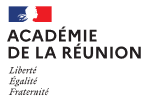 ACADÉMIE
DE LA RÉUNION
Liberté
Égalité
Fraternité